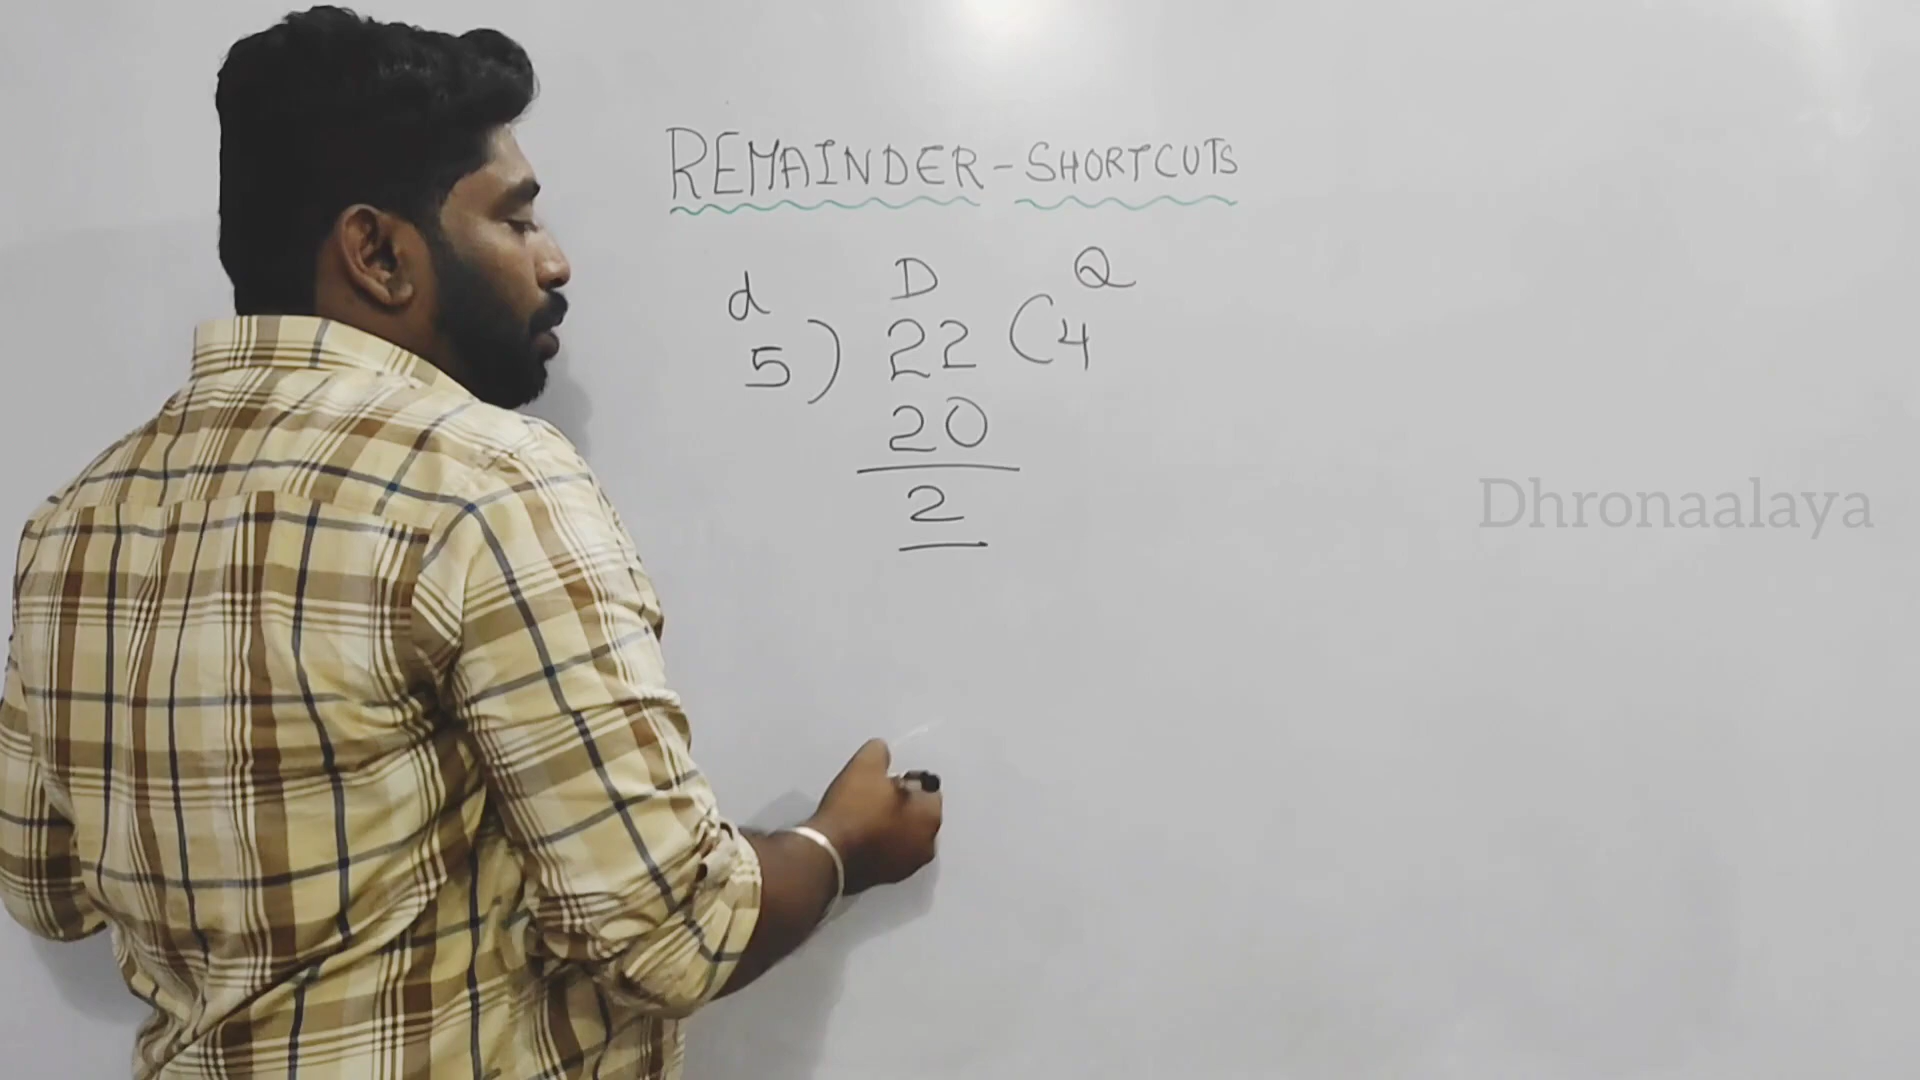 REMAINDER - SHORTCUTS
d D Q
5 ) 22 ( 4
20
2
Dhronaalaya